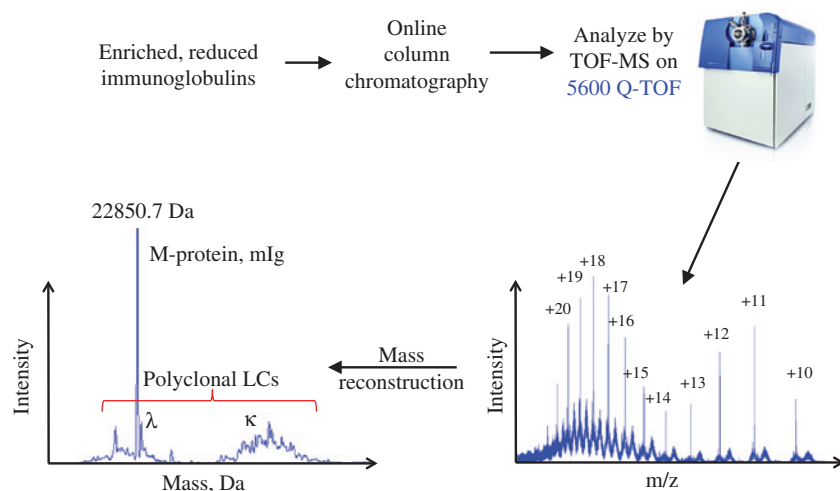 Enriched, reduced
immunoglobulins
Online
column
chromatography
Analyze by
TOF-MS on
5600 Q-TOF
22850.7 Da
M-protein, mIg
Polyclonal LCs
λ
κ
Intensity
Mass, Da
Mass
reconstruction
+20
+19
+18
+17
+16
+15
+14
+13
+12
+11
+10
Intensity
m/z